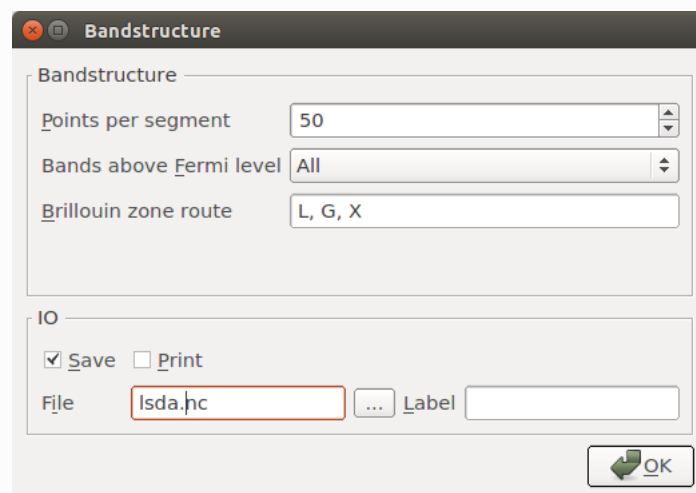 Bandstructure
Bandstructure
Points per segment 50
Bands above Fermi level All
Brillouin zone route L, G, X
IO
Save Print
File lsda.nc ... Label
OK